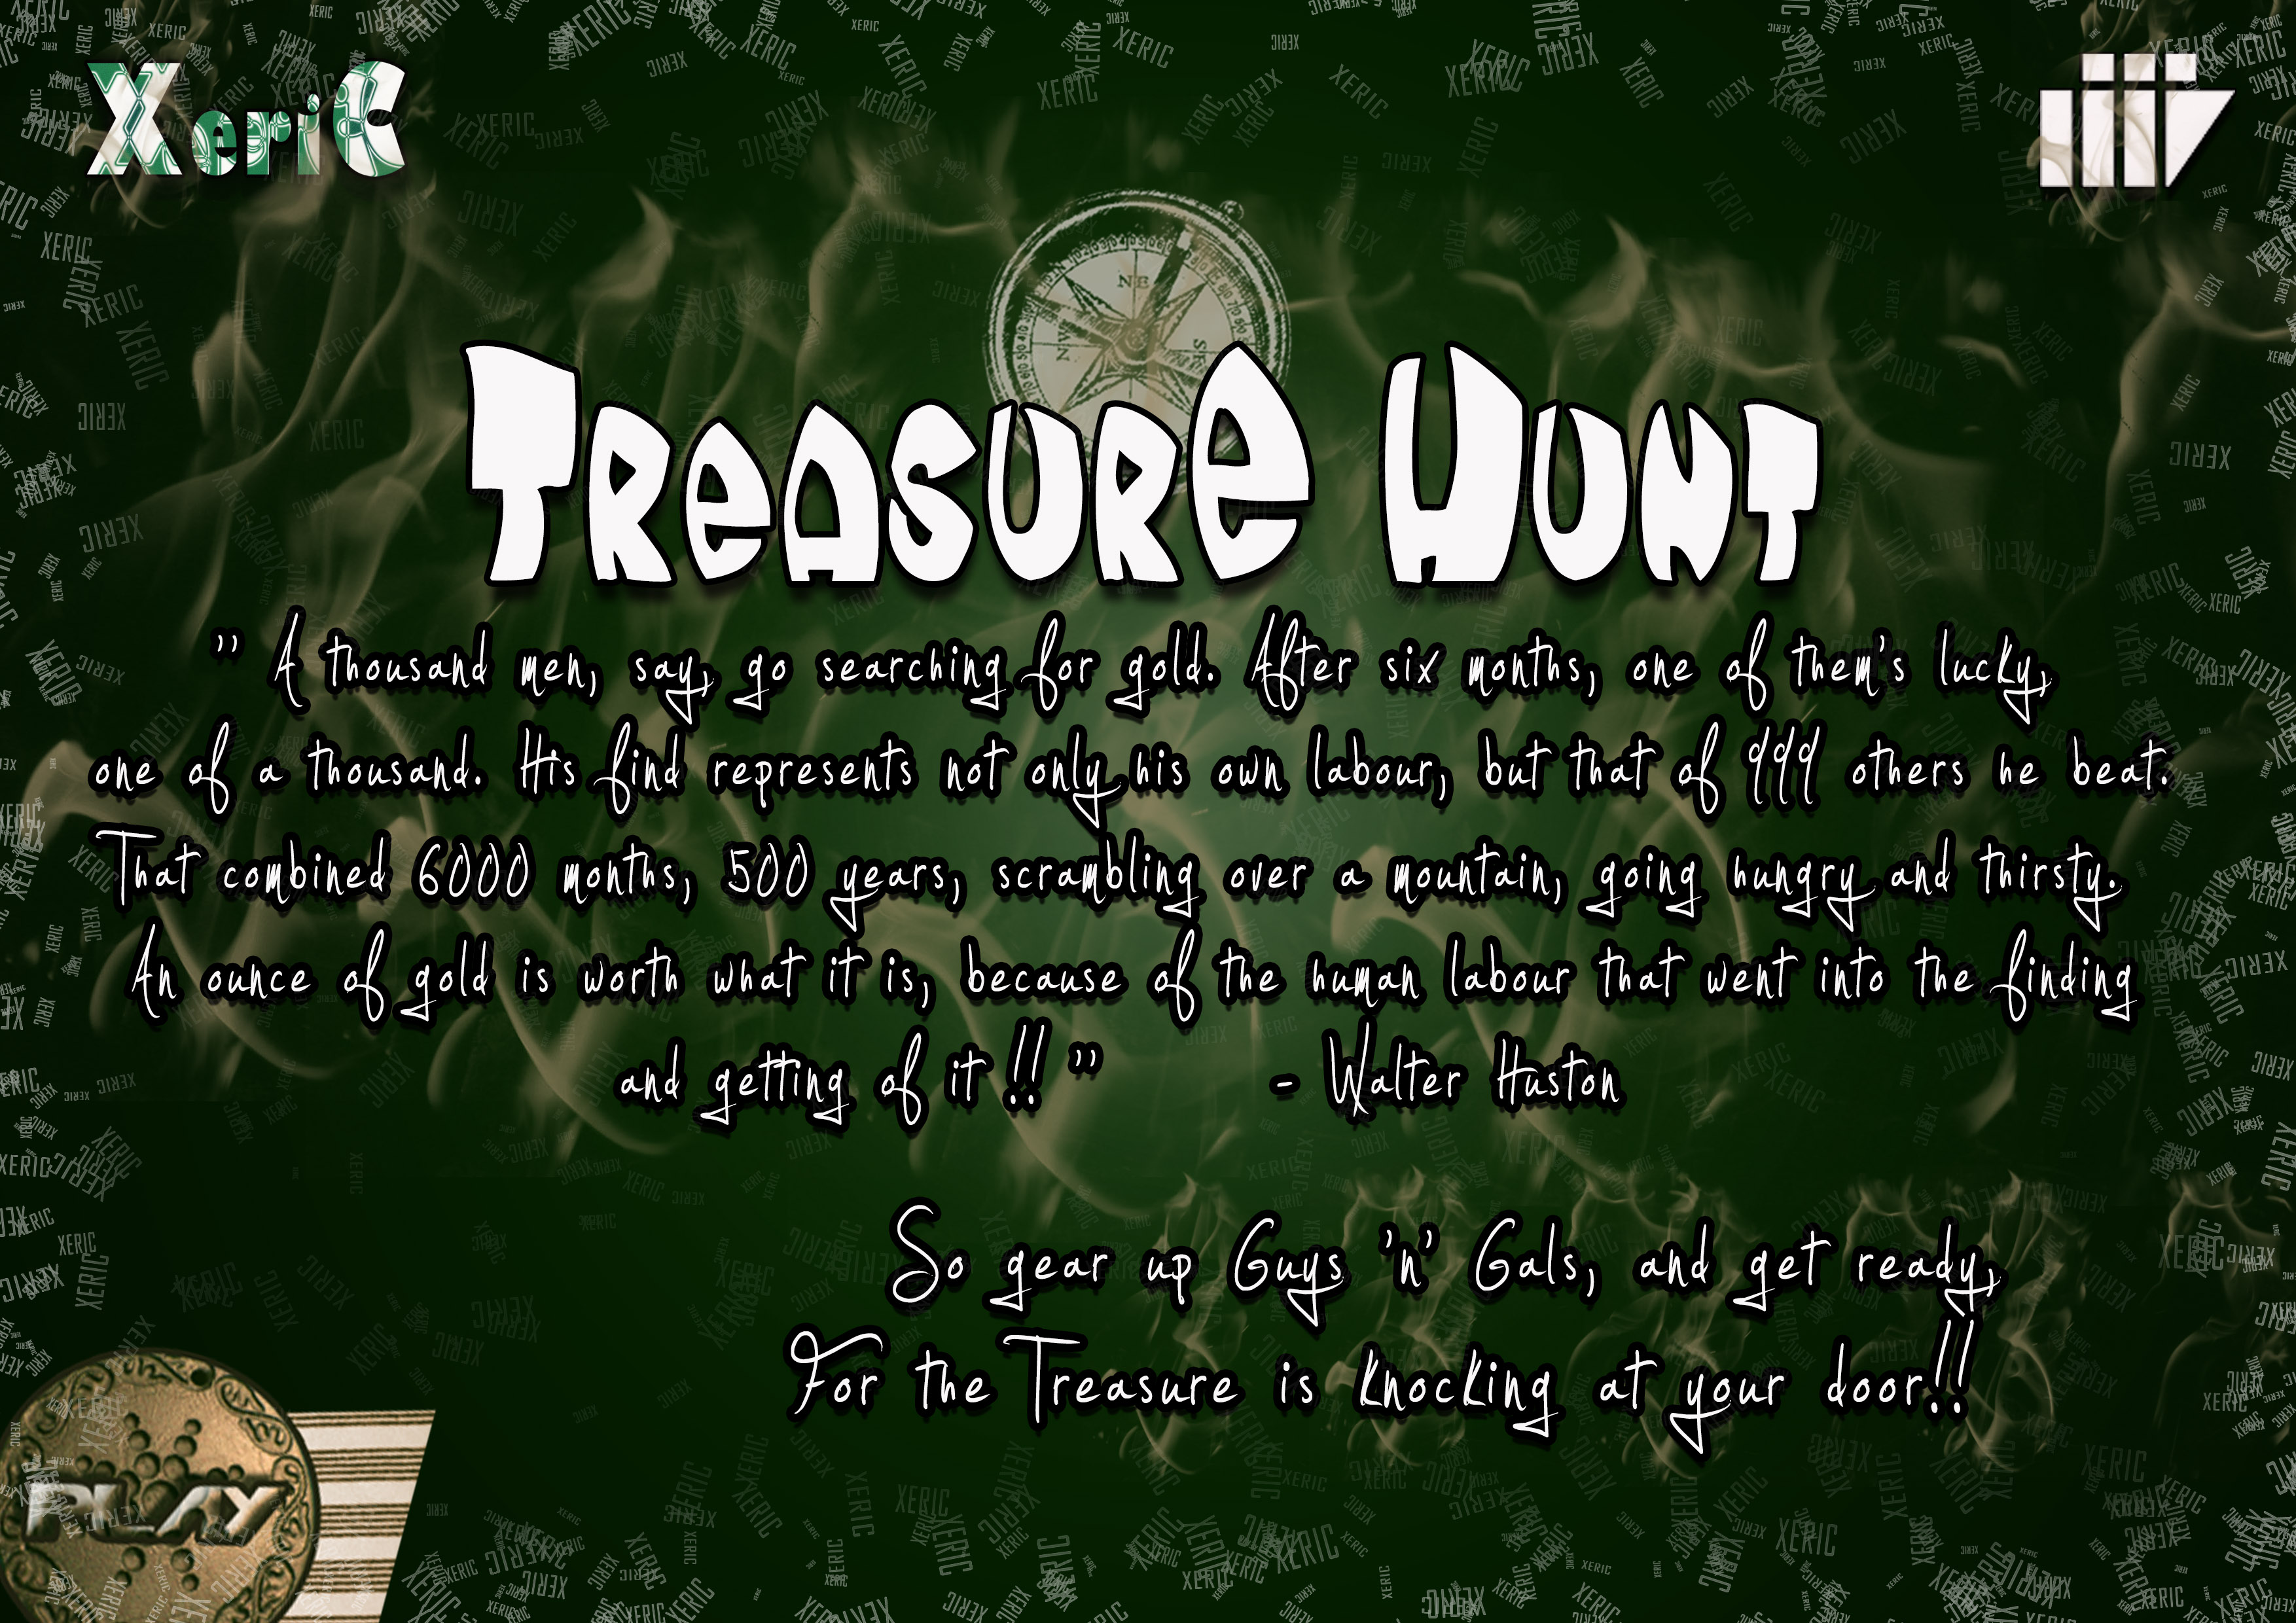 XeriC
NE
NW
SE
Treasure Hunt
" A thousand men, say, go searching for gold. After six months, one of them's lucky,
one of a thousand. His find represents not only his own labour, but that of 999 others he beat.
That combined 6000 months, 500 years, scrambling over a mountain, going hungry and thirsty.
An ounce of gold is worth what it is, because of the human labour that went into the finding
and getting of it !! " - Walter Huston
So gear up Guys 'n' Gals, and get ready,
For the Treasure is knocking at your door!!
PLAY
XERIC